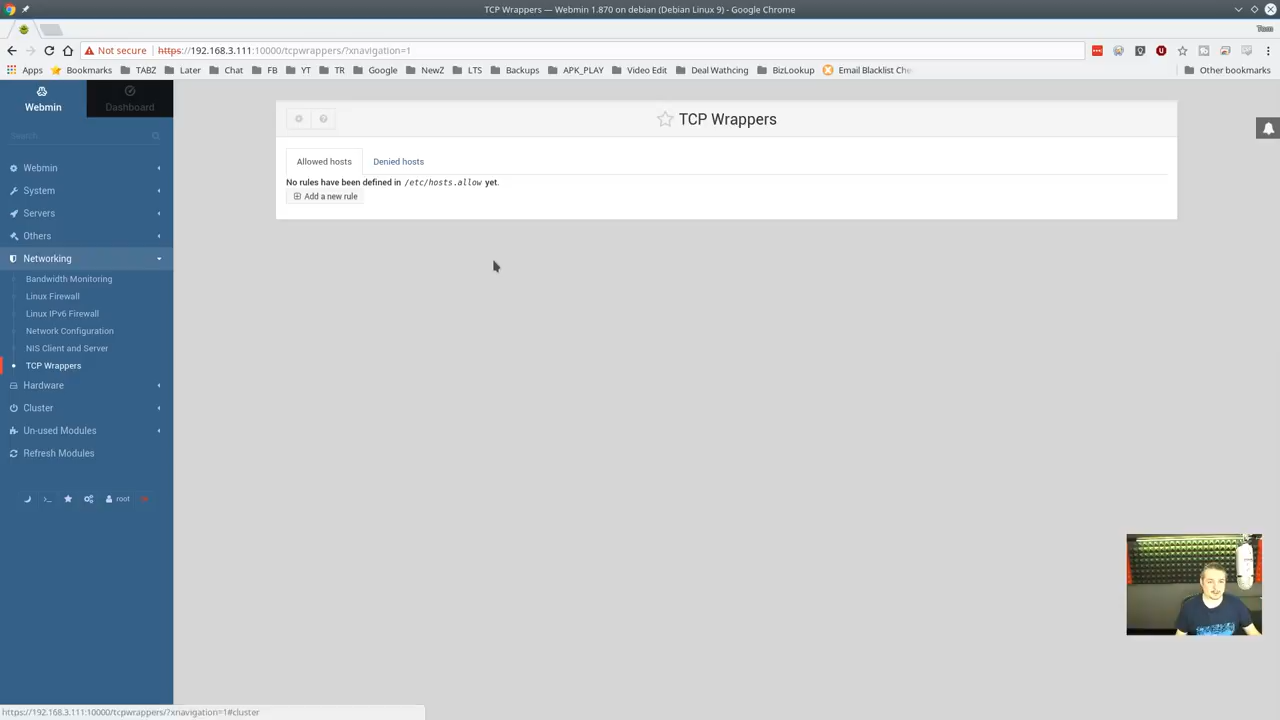 TCP Wrappers — Webmin 1.870 on debian (Debian Linux 9) - Google Chrome
Not secure | https://192.168.3.111:10000/tcpwrappers/?xnavigation=1
Apps Bookmarks TABZ Later Chat FB YT TR Google NewZ LTS Backups APK_PLAY Video Edit Deal Wathcing BizLookup Email Blacklist Che Other bookmarks
Webmin
Dashboard
Search
Webmin
System
Servers
Others
Networking
Bandwidth Monitoring
Linux Firewall
Linux IPv6 Firewall
Network Configuration
NIS Client and Server
TCP Wrappers
Hardware
Cluster
Un-used Modules
Refresh Modules
>_ root
TCP Wrappers
Allowed hosts Denied hosts
No rules have been defined in /etc/hosts.allow yet.
Add a new rule
https://192.168.3.111:10000/tcpwrappers/?xnavigation=1#cluster